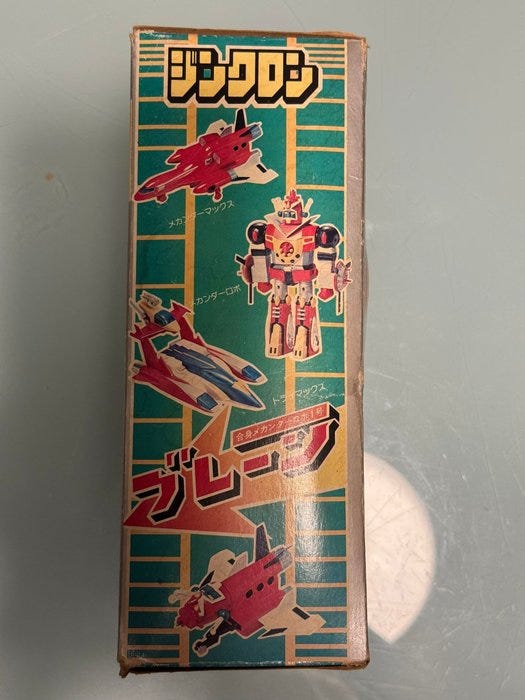 ジンクロン
メカンダーマックス
メカンダーロボ
トライマックス
合身メカンダーロボ1号
ブレーン